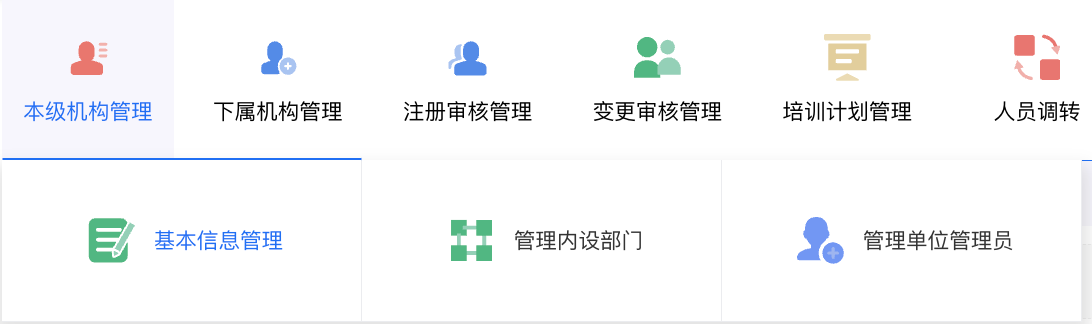 本级机构管理 下属机构管理 注册审核管理 变更审核管理 培训计划管理 人员调转
基本信息管理 管理内设部门 管理单位管理员